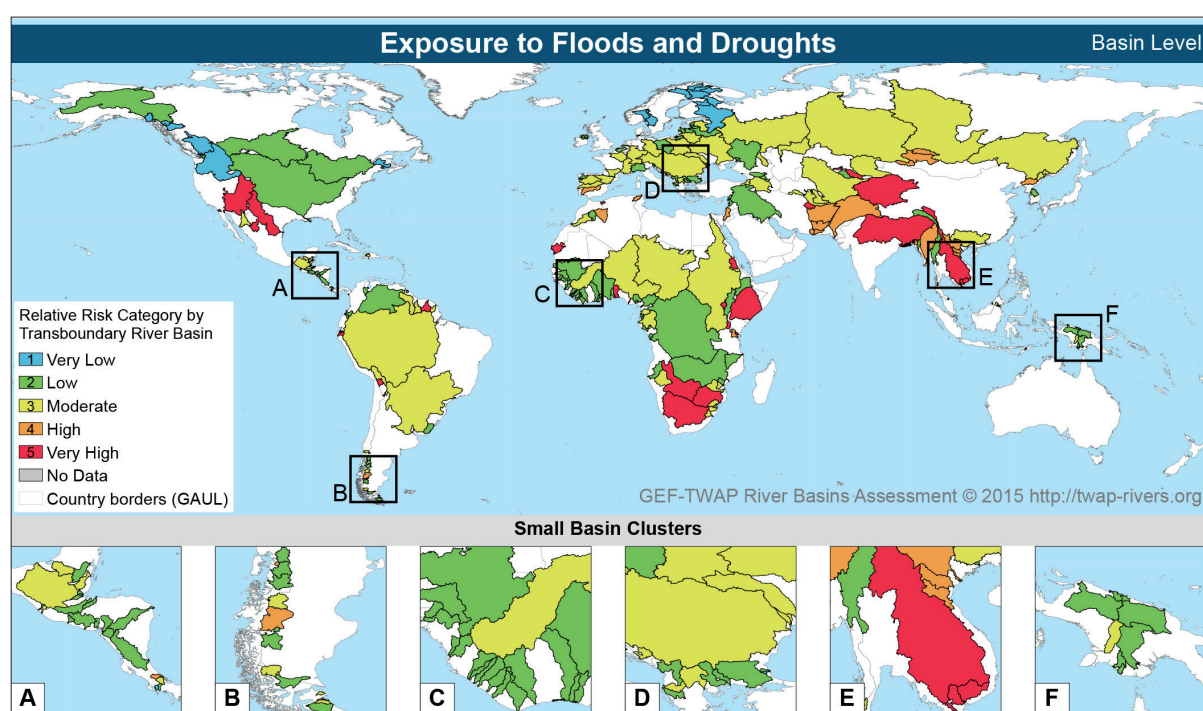 Exposure to Floods and Droughts
Basin Level
A
B
C
D
E
F
Relative Risk Category by
Transboundary River Basin
1 Very Low
2 Low
3 Moderate
4 High
5 Very High
No Data
Country borders (GAUL)
GEF-TWAP River Basins Assessment © 2015 http://twap-rivers.org
Small Basin Clusters
A
B
C
D
E
F